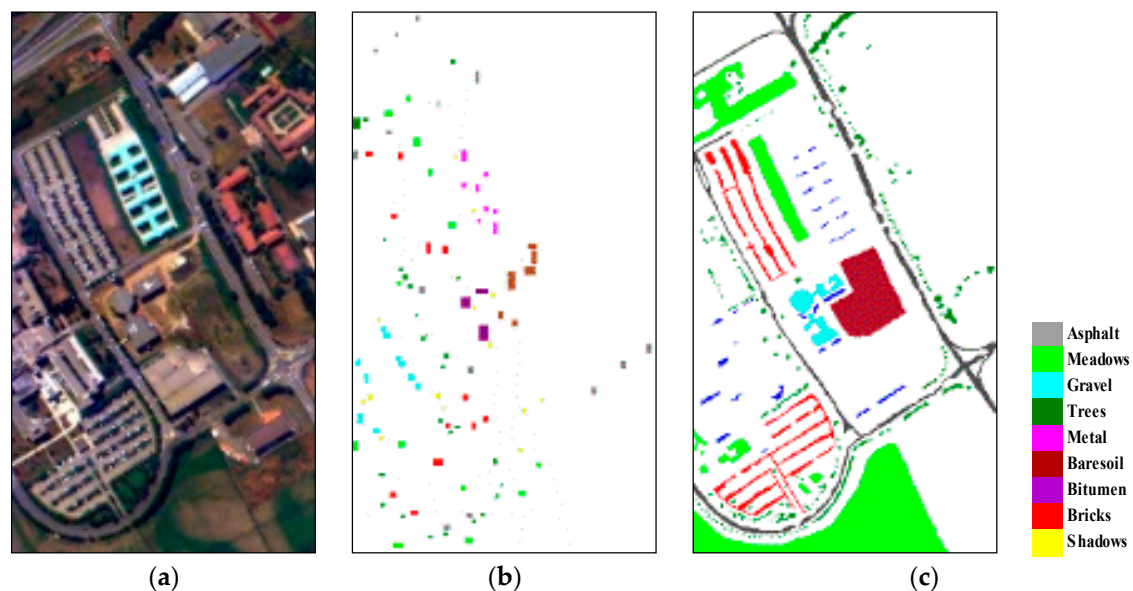 Asphalt
Meadows
Gravel
Trees
Metal
Baresoil
Bitumen
Bricks
Shadows
(a)
(b)
(c)